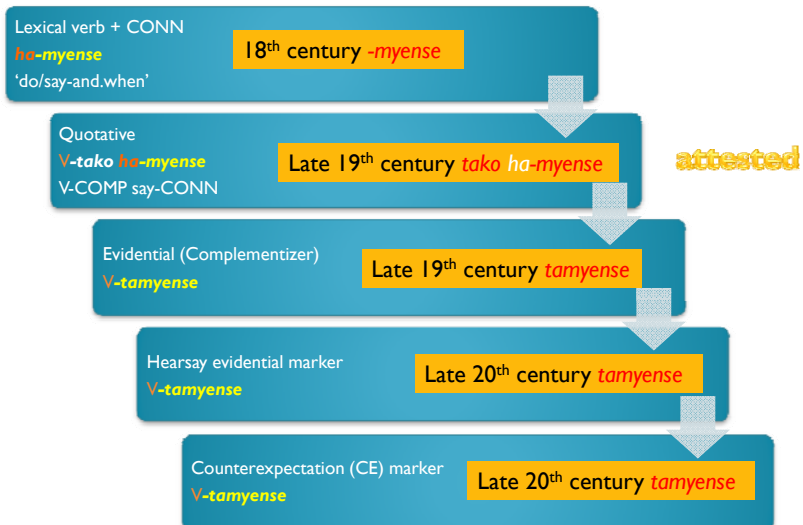 Lexical verb + CONN
ha-myense
‘do/say-and.when’
18th century -myense
Quotative
V-tako ha-myense
V-COMP say-CONN
Late 19th century tako ha-myense
attested
Evidential (Complementizer)
V-tamyense
Late 19th century tamyense
Hearsay evidential marker
V-tamyense
Late 20th century tamyense
Counterexpectation (CE) marker
V-tamyense
Late 20th century tamyense